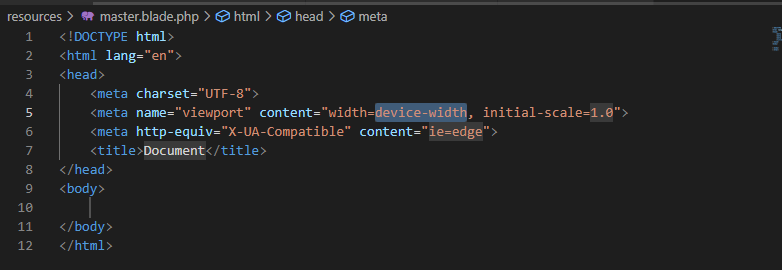 resources > master.blade.php > html > head > meta
1 <!DOCTYPE html>
2 <html lang="en">
3 <head>
4     <meta charset="UTF-8">
5     <meta name="viewport" content="width=device-width, initial-scale=1.0">
6     <meta http-equiv="X-UA-Compatible" content="ie=edge">
7     <title>Document</title>
8 </head>
9 <body>
10
11 </body>
12 </html>